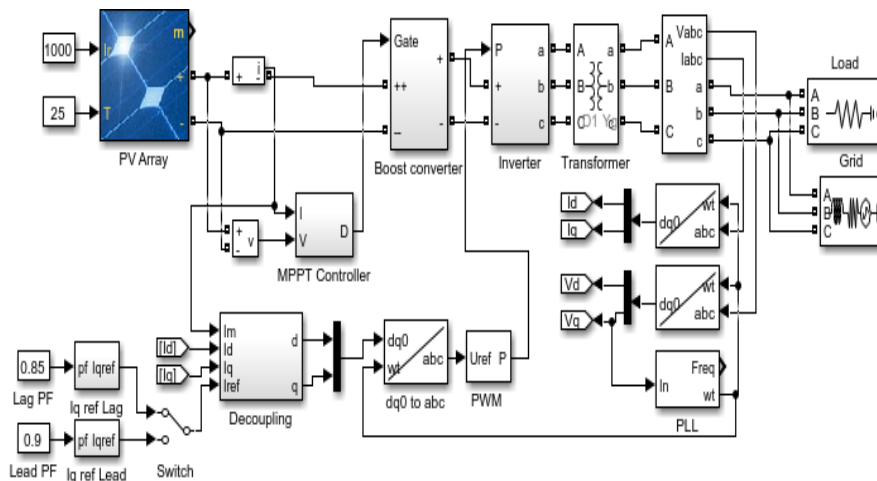 1000
25
Ir
T
m
+
-
PV Array
+ i
-
Gate
++
–
+
-
Boost converter
P
+
-
a
b
c
Inverter
A
B
C
a
b
c
D1 Yg
Transformer
A
B
C
Vabc
Iabc
a
b
c
Load
A
B
C
Grid
A
B
C
+
- v
I
V
D
MPPT Controller
Id
Iq
dq0
wt
abc
Vd
Vq
dq0
wt
abc
In
Freq
wt
PLL
[Id]
[Iq]
Im
Id
Iq
Iref
d
q
Decoupling
dq0
wt
abc
dq0 to abc
Uref P
PWM
0.85
Lag PF
pf Iqref
Iq ref Lag
0.9
Lead PF
pf Iqref
Iq ref Lead
Switch